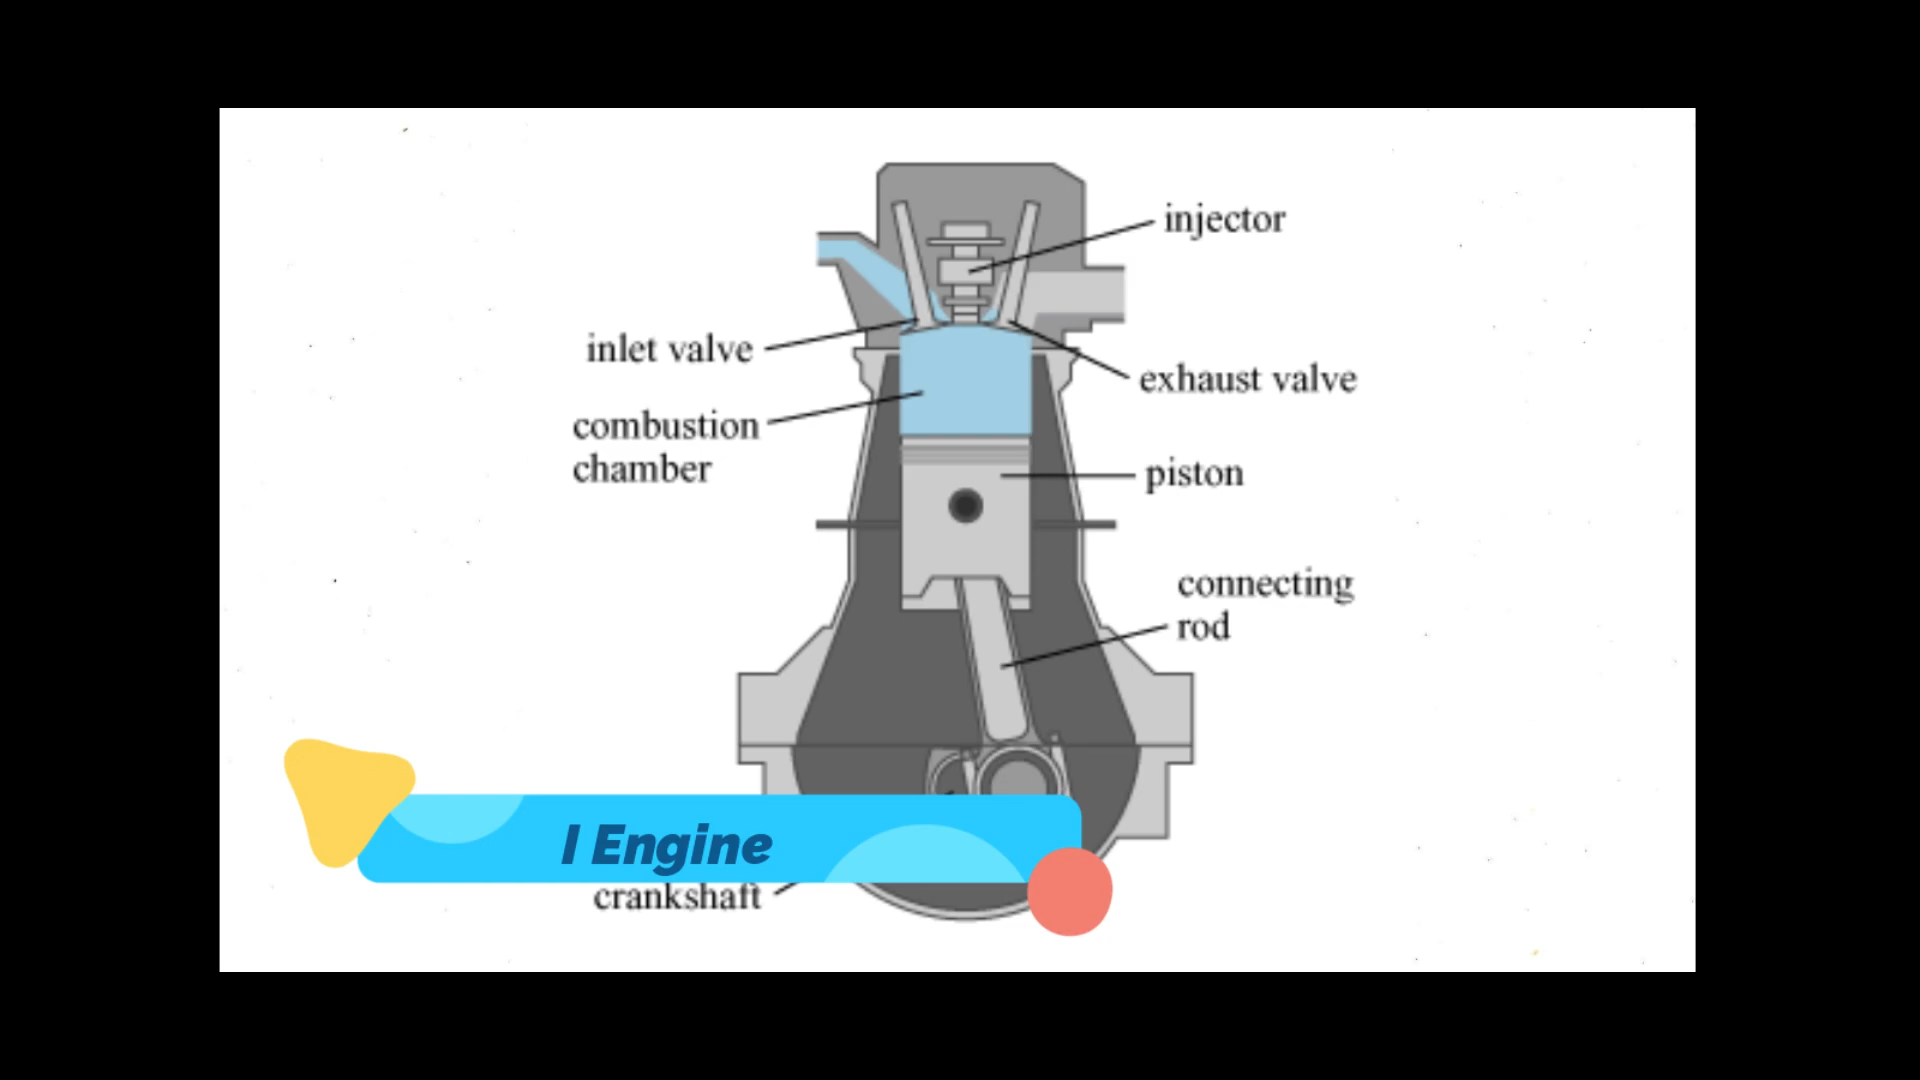 injector
inlet valve
exhaust valve
combustion
chamber
piston
connecting
rod
I Engine
crankshaft